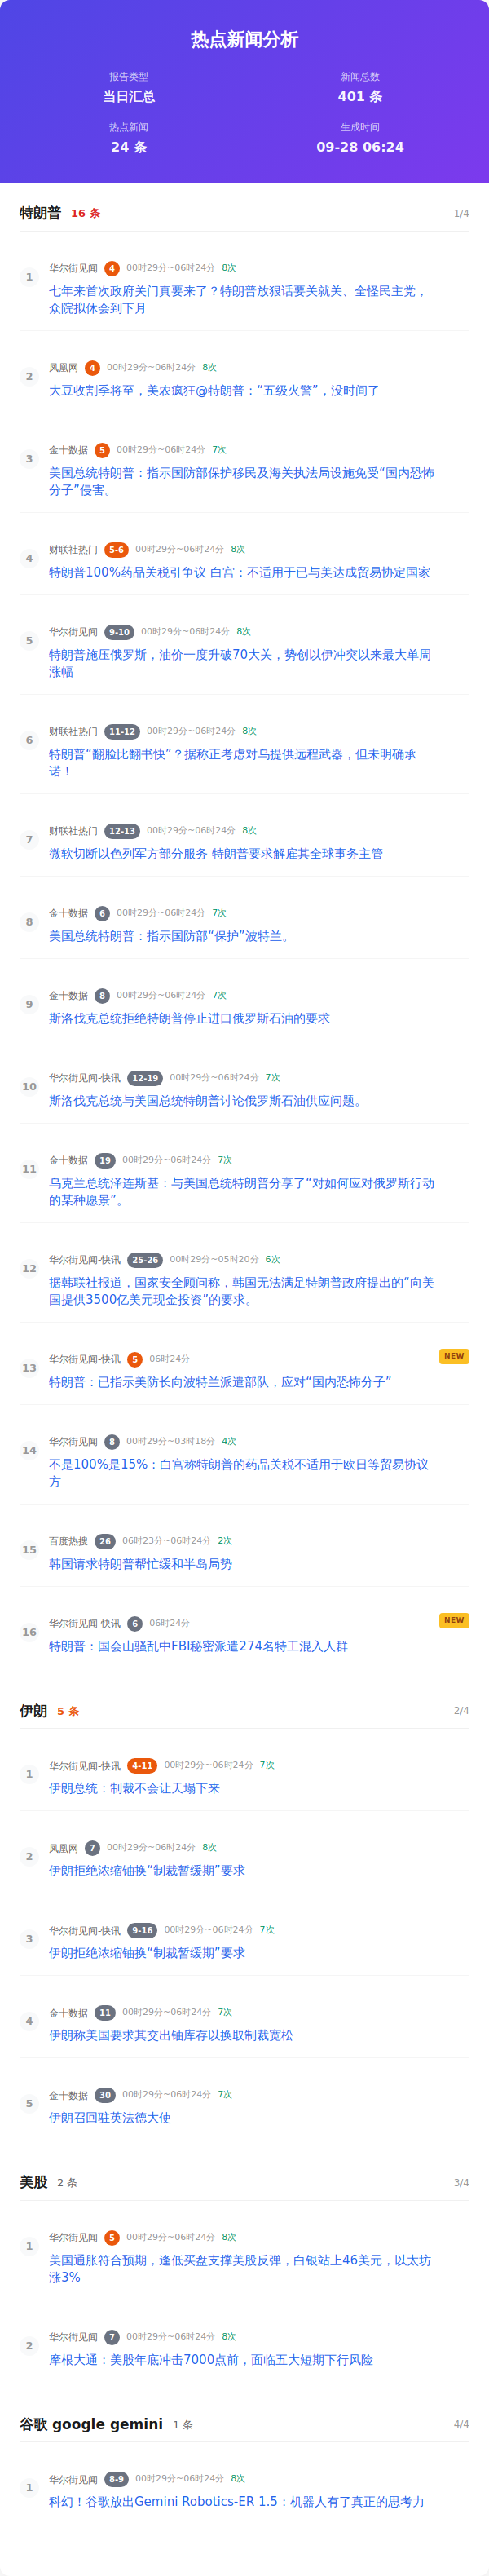 热点新闻分析
报告类型
新闻总数
当日汇总
401 条
热点新闻
生成时间
24 条
09-28 06:24
特朗普 16 条 1/4
1
华尔街见闻 4 00时29分~06时24分 8次
七年来首次政府关门真要来了？特朗普放狠话要关就关、全怪民主党，
众院拟休会到下月
2
凤凰网 4 00时29分~06时24分 8次
大豆收割季将至，美农疯狂@特朗普：“五级火警”，没时间了
3
金十数据 5 00时29分~06时24分 7次
美国总统特朗普：指示国防部保护移民及海关执法局设施免受“国内恐怖
分子”侵害。
4
财联社热门 5-6 00时29分~06时24分 8次
特朗普100%药品关税引争议 白宫：不适用于已与美达成贸易协定国家
5
华尔街见闻 9-10 00时29分~06时24分 8次
特朗普施压俄罗斯，油价一度升破70大关，势创以伊冲突以来最大单周
涨幅
6
财联社热门 11-12 00时29分~06时24分 8次
特朗普“翻脸比翻书快”？据称正考虑对乌提供远程武器，但未明确承
诺！
7
财联社热门 12-13 00时29分~06时24分 8次
微软切断以色列军方部分服务 特朗普要求解雇其全球事务主管
8
金十数据 6 00时29分~06时24分 7次
美国总统特朗普：指示国防部“保护”波特兰。
9
金十数据 8 00时29分~06时24分 7次
斯洛伐克总统拒绝特朗普停止进口俄罗斯石油的要求
10
华尔街见闻-快讯 12-19 00时29分~06时24分 7次
斯洛伐克总统与美国总统特朗普讨论俄罗斯石油供应问题。
11
金十数据 19 00时29分~06时24分 7次
乌克兰总统泽连斯基：与美国总统特朗普分享了“对如何应对俄罗斯行动
的某种愿景”。
12
华尔街见闻-快讯 25-26 00时29分~05时20分 6次
据韩联社报道，国家安全顾问称，韩国无法满足特朗普政府提出的“向美
国提供3500亿美元现金投资”的要求。
13
华尔街见闻-快讯 5 06时24分 NEW
特朗普：已指示美防长向波特兰派遣部队，应对“国内恐怖分子”
14
华尔街见闻 8 00时29分~03时18分 4次
不是100%是15%：白宫称特朗普的药品关税不适用于欧日等贸易协议
方
15
百度热搜 26 06时23分~06时24分 2次
韩国请求特朗普帮忙缓和半岛局势
16
华尔街见闻-快讯 6 06时24分 NEW
特朗普：国会山骚乱中FBI秘密派遣274名特工混入人群
伊朗 5 条 2/4
1
华尔街见闻-快讯 4-11 00时29分~06时24分 7次
伊朗总统：制裁不会让天塌下来
2
凤凰网 7 00时29分~06时24分 8次
伊朗拒绝浓缩铀换“制裁暂缓期”要求
3
华尔街见闻-快讯 9-16 00时29分~06时24分 7次
伊朗拒绝浓缩铀换“制裁暂缓期”要求
4
金十数据 11 00时29分~06时24分 7次
伊朗称美国要求其交出铀库存以换取制裁宽松
5
金十数据 30 00时29分~06时24分 7次
伊朗召回驻英法德大使
美股 2 条 3/4
1
华尔街见闻 5 00时29分~06时24分 8次
美国通胀符合预期，逢低买盘支撑美股反弹，白银站上46美元，以太坊
涨3%
2
华尔街见闻 7 00时29分~06时24分 8次
摩根大通：美股年底冲击7000点前，面临五大短期下行风险
谷歌 google gemini 1 条 4/4
1
华尔街见闻 8-9 00时29分~06时24分 8次
科幻！谷歌放出Gemini Robotics-ER 1.5：机器人有了真正的思考力